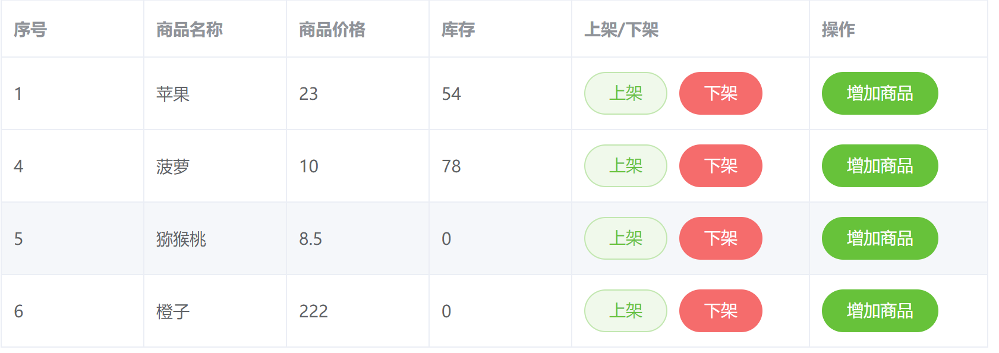 序号 商品名称 商品价格 库存 上架/下架 操作
1 苹果 23 54 上架 下架 增加商品
4 菠萝 10 78 上架 下架 增加商品
5 猕猴桃 8.5 0 上架 下架 增加商品
6 橙子 222 0 上架 下架 增加商品